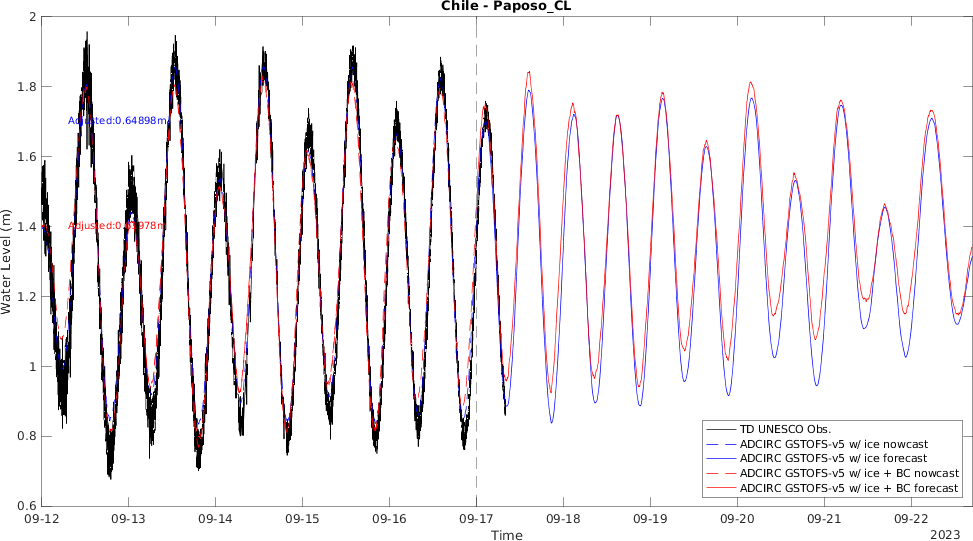 Chile - Paposo_CL
2
1.8
1.6
1.4
1.2
1
0.8
0.6
Water Level (m)
Adjusted:0.64898m
TD UNESCO Obs.
ADCIRC GSTOFS-v5 w/ ice nowcast
ADCIRC GSTOFS-v5 w/ ice forecast
ADCIRC GSTOFS-v5 w/ ice + BC nowcast
ADCIRC GSTOFS-v5 w/ ice + BC forecast
09-12 09-13 09-14 09-15 09-16 09-17 09-18 09-19 09-20 09-21 09-22
Time
2023